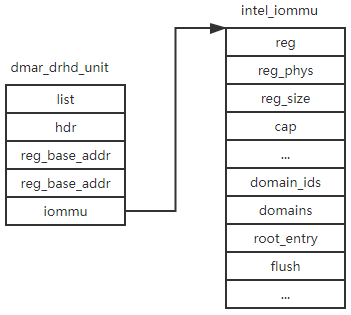 dmar_drhd_unit
list
hdr
reg_base_addr
reg_base_addr
iommu
intel_iommu
reg
reg_phys
reg_size
cap
...
domain_ids
domains
root_entry
flush
...